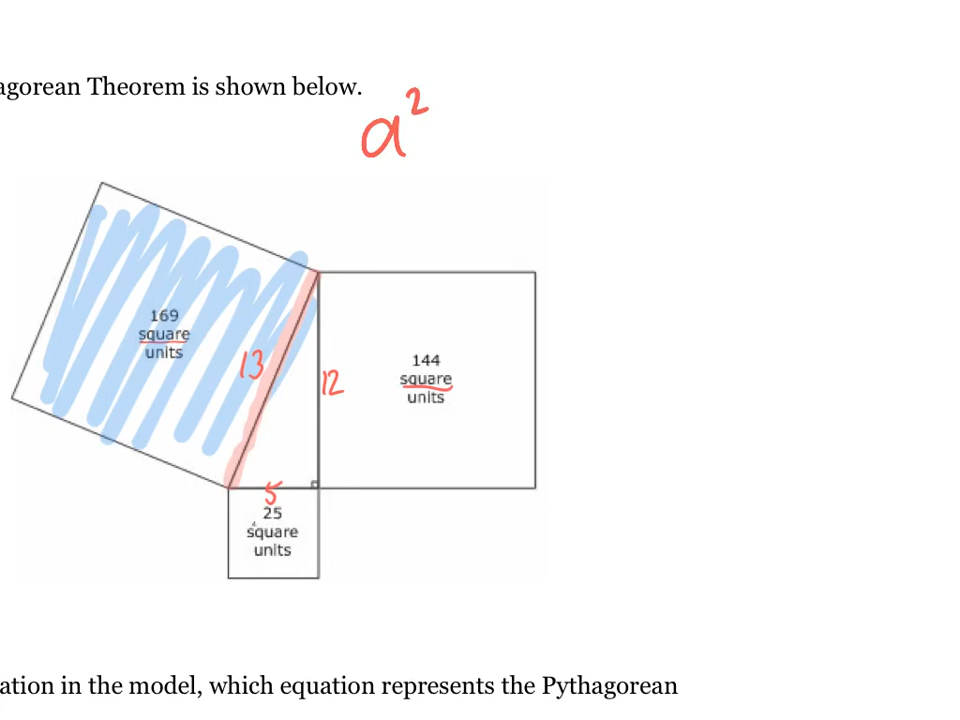 agorean Theorem is shown below.
a²
169
square
units
13
12
144
square
units
5
25
square
units
ation in the model, which equation represents the Pythagorean